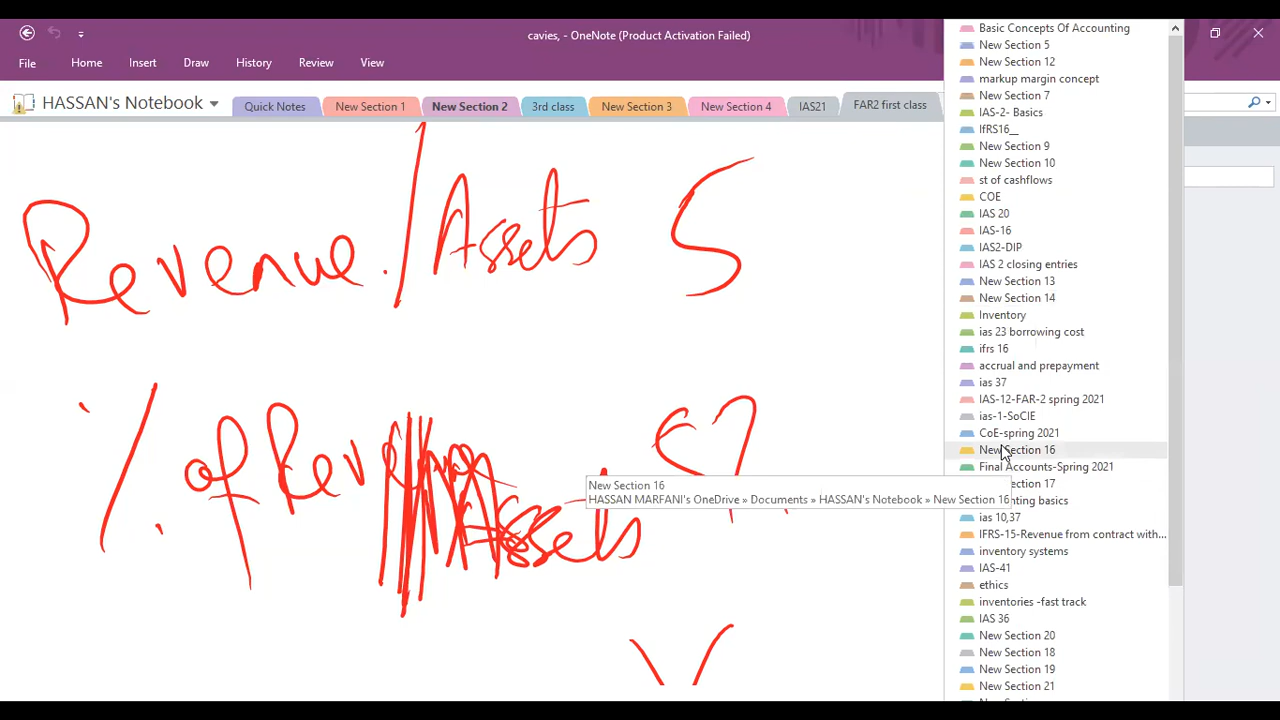 cavies, - OneNote (Product Activation Failed)
File Home Insert Draw History Review View
HASSAN's Notebook Quick Notes New Section 1 New Section 2 3rd class New Section 3 New Section 4 IAS21 FAR2 first class
Revenue./Assets 5
% of Rev
Assets
New Section 16
HASSAN MARFANI's OneDrive » Documents » HASSAN's Notebook » New Section 16
Basic Concepts Of Accounting
New Section 5
New Section 12
markup margin concept
New Section 7
IAS-2- Basics
IfRS16__
New Section 9
New Section 10
st of cashflows
COE
IAS 20
IAS-16
IAS2-DIP
IAS 2 closing entries
New Section 13
New Section 14
Inventory
ias 23 borrowing cost
ifrs 16
accrual and prepayment
ias 37
IAS-12-FAR-2 spring 2021
ias-1-SoCIE
CoE-spring 2021
New Section 16
Final Accounts-Spring 2021
Section 17
nting basics
ias 10,37
IFRS-15-Revenue from contract with...
inventory systems
IAS-41
ethics
inventories -fast track
IAS 36
New Section 20
New Section 18
New Section 19
New Section 21